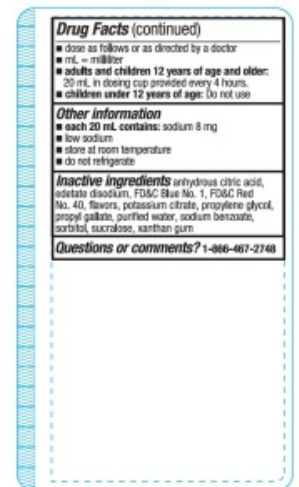 Drug Facts (continued)
■ dose as follows or as directed by a doctor
■ mL = milliliter
■ adults and children 12 years of age and older:
20 mL in dosing cup provided every 4 hours.
■ children under 12 years of age: Do not use
Other information
■ each 20 mL contains: sodium 8 mg
■ low sodium
■ store at room temperature
■ do not refrigerate
Inactive ingredients anhydrous citric acid,
edetate disodium, FD&C Blue No. 1, FD&C Red
No. 40, flavors, potassium citrate, propylene glycol,
propyl gallate, purified water, sodium benzoate,
sorbitol, sucralose, xanthan gum
Questions or comments? 1-866-467-2748